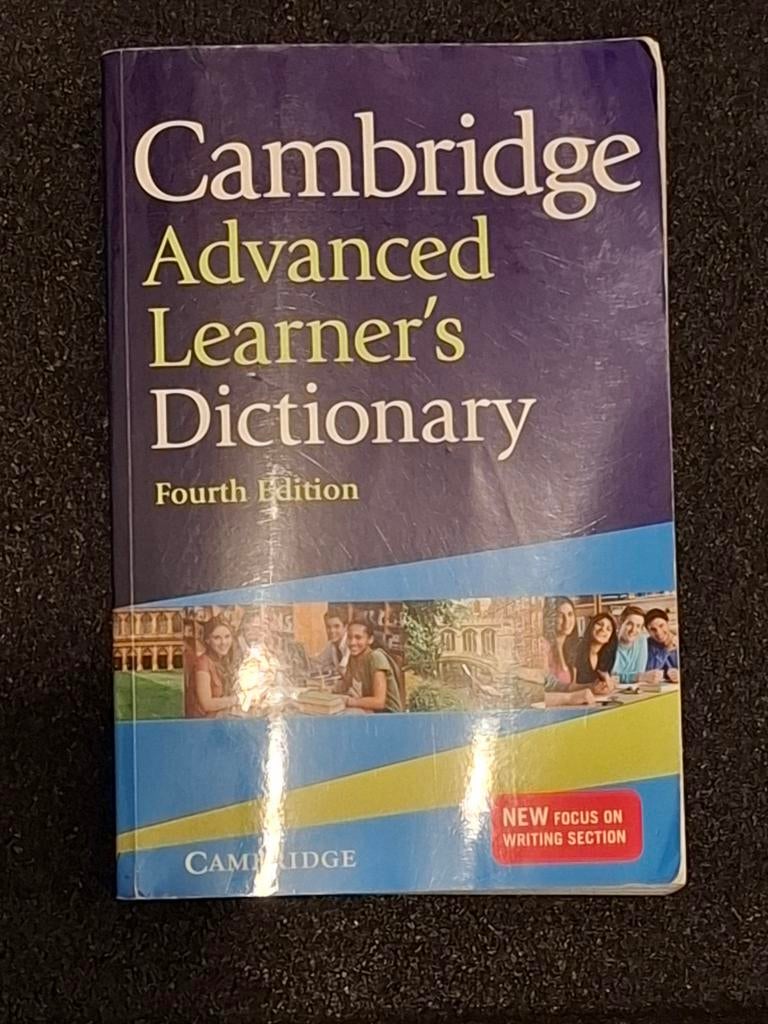 Cambridge
Advanced
Learner's
Dictionary
Fourth Edition
NEW FOCUS ON
WRITING SECTION
CAMBRIDGE